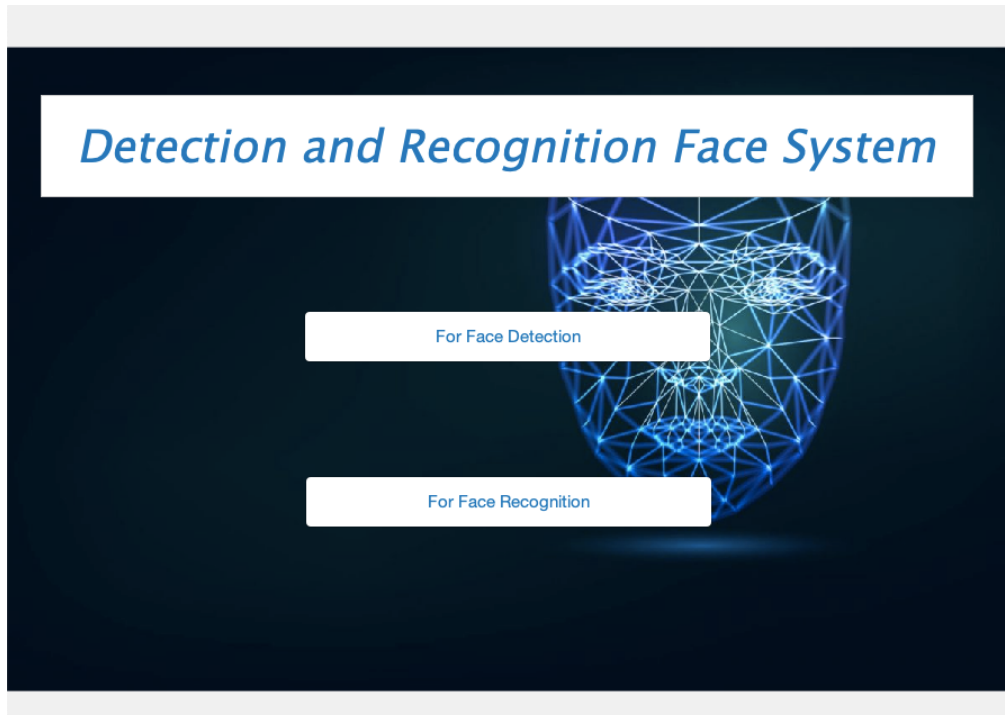 Detection and Recognition Face System
For Face Detection
For Face Recognition